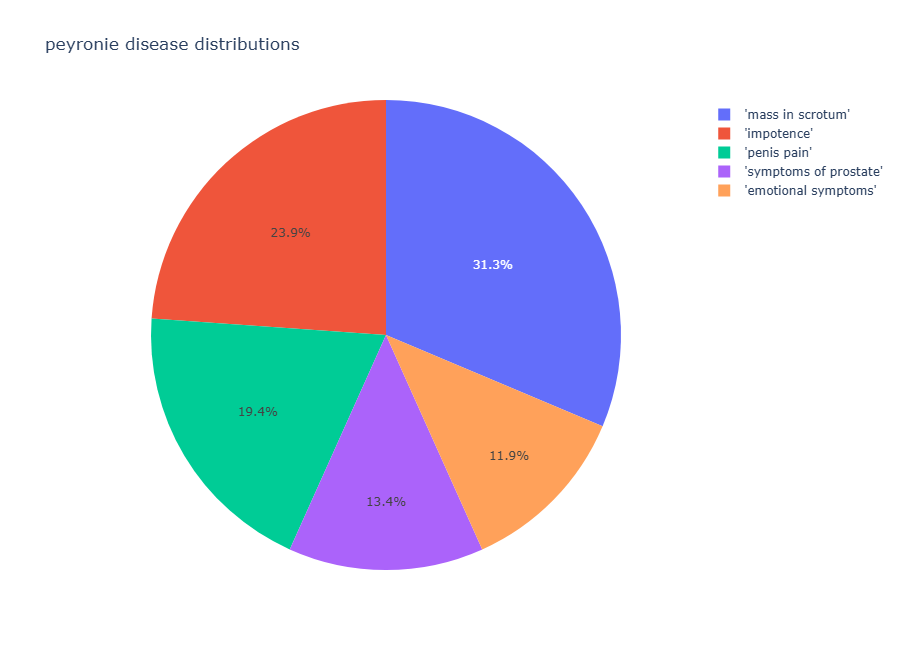 peyronie disease distributions
'mass in scrotum'
'impotence'
'penis pain'
'symptoms of prostate'
'emotional symptoms'
23.9%
31.3%
19.4%
11.9%
13.4%